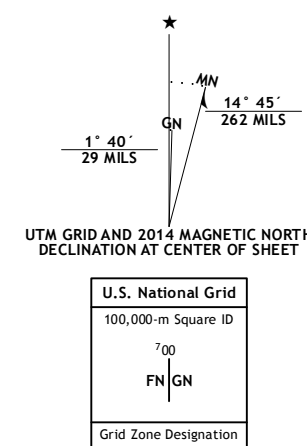 ★
MN
GN
14° 45´
262 MILS
1° 40´
29 MILS
UTM GRID AND 2014 MAGNETIC NORTH
DECLINATION AT CENTER OF SHEET
U.S. National Grid
100,000-m Square ID
700
FN GN
Grid Zone Designation